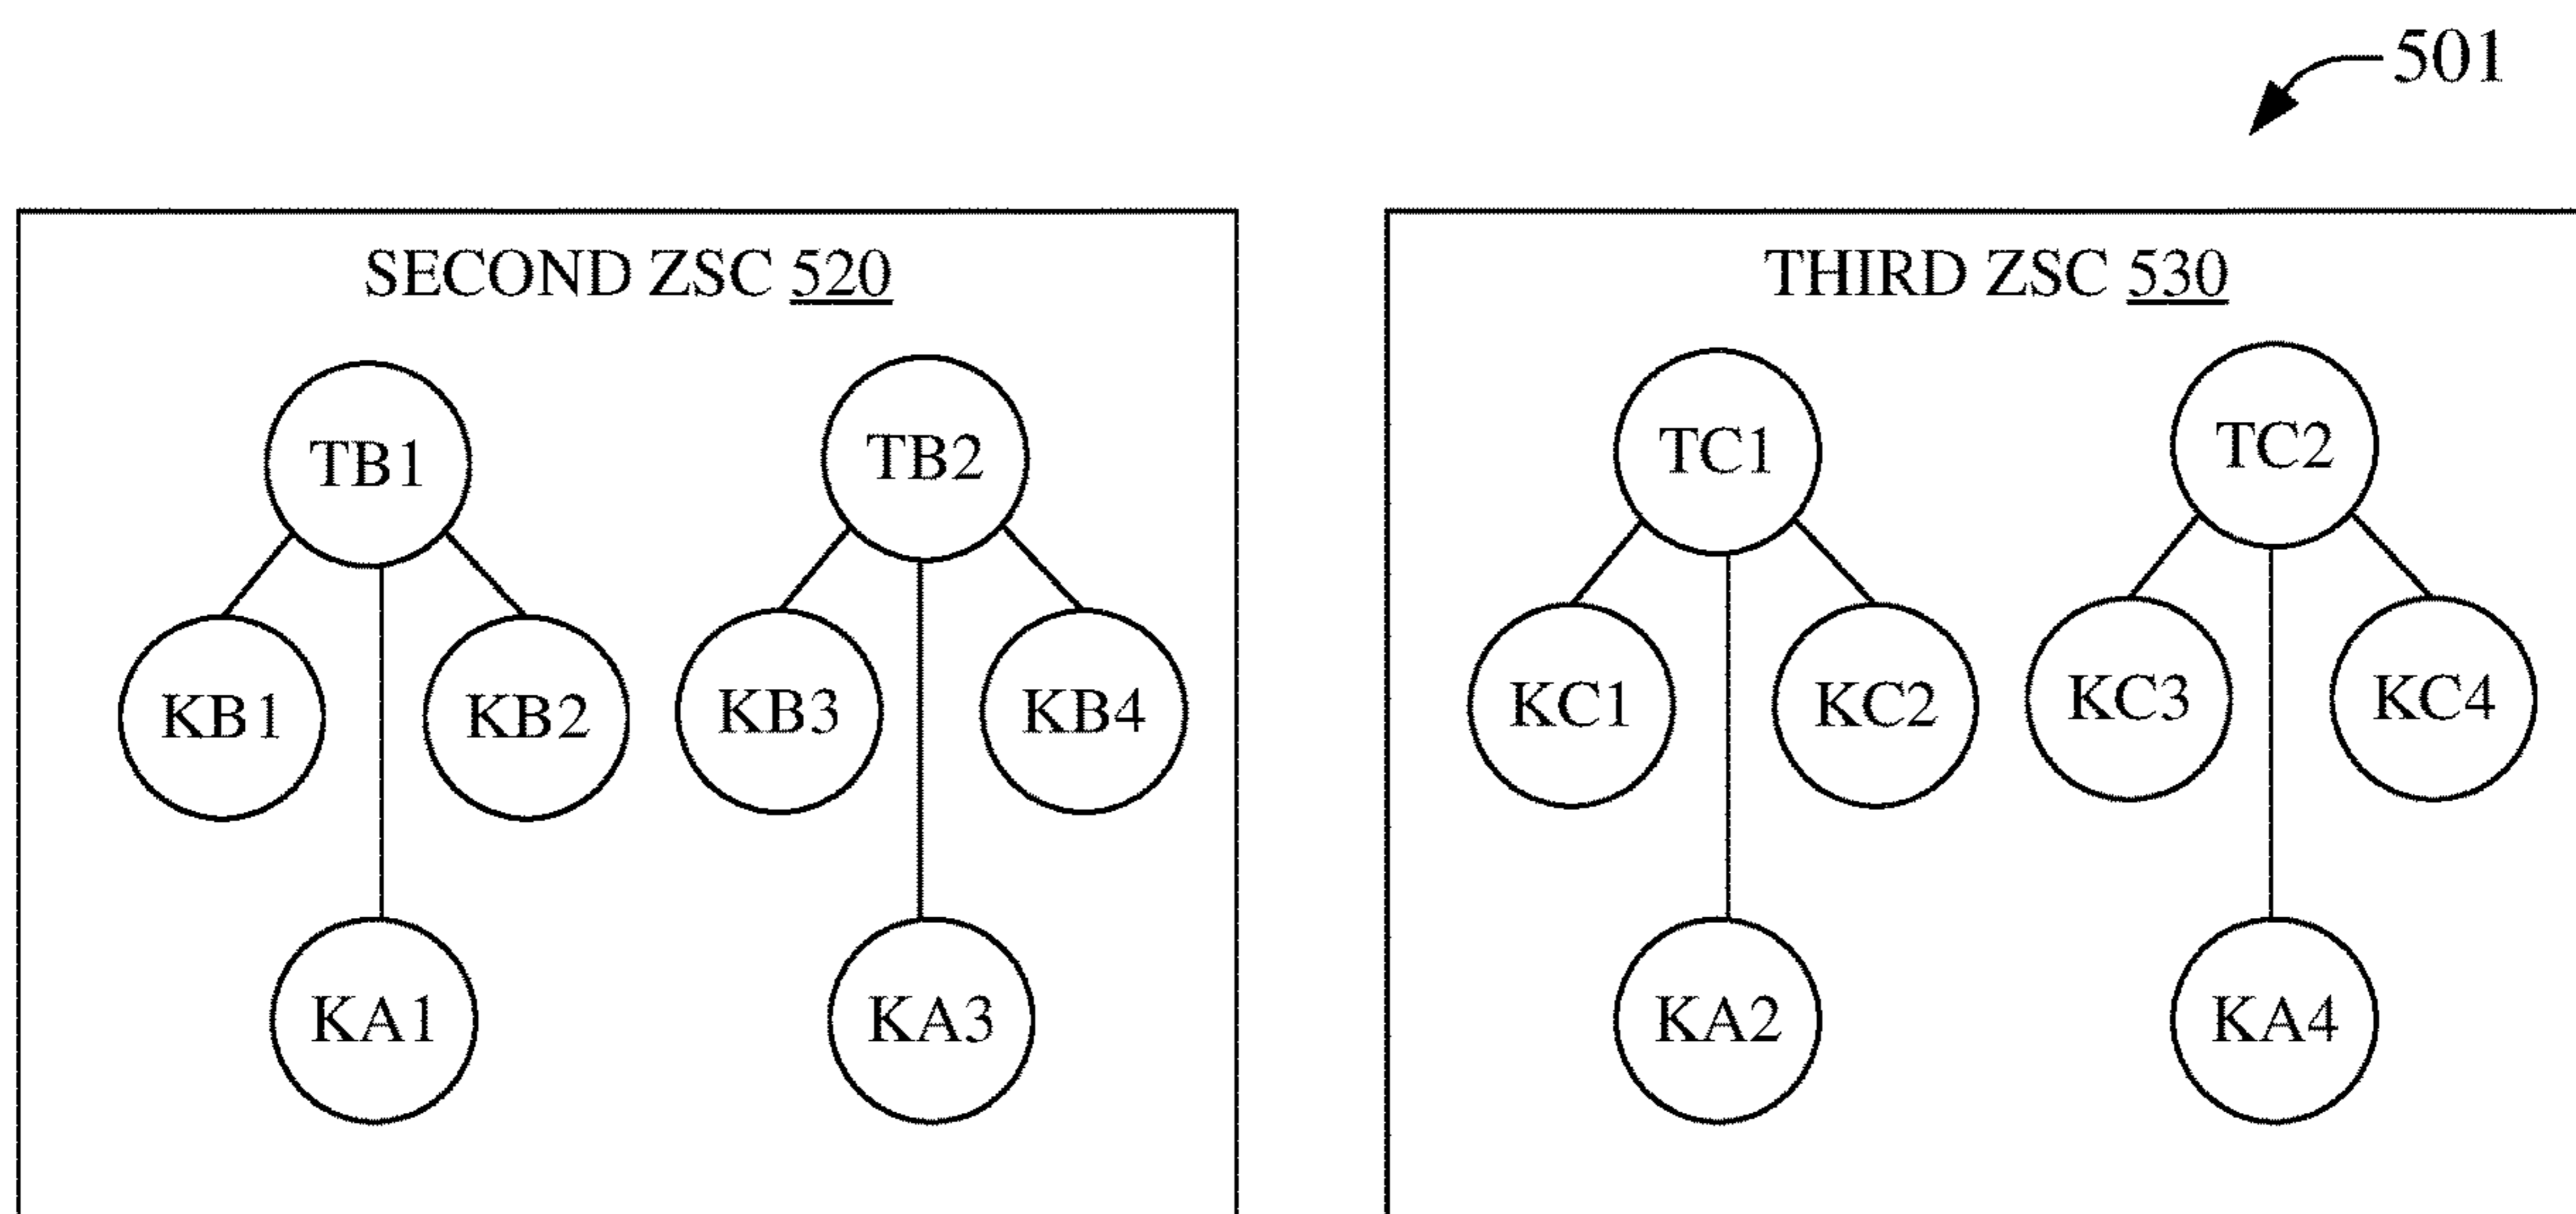 501
SECOND ZSC 520
TB1 TB2
KB1 KB2 KB3 KB4
KA1 KA3
THIRD ZSC 530
TC1 TC2
KC1 KC2 KC3 KC4
KA2 KA4